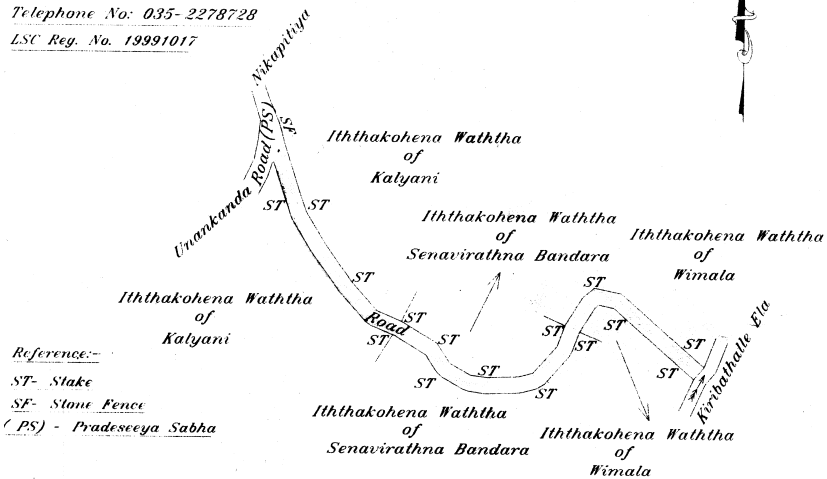 Telephone No: 035-2278728
LSC Reg. No. 19991017
Nikapitiya
Road(PS)
SF
Unankanda
Iththakohena Waththa
of
Kalyani
ST
ST
Iththakohena Waththa
of
Senavirathna Bandara
Iththakohena Waththa
of
Wimala
ST
ST
Iththakohena Waththa
of
Kalyani
Road
ST
ST
ST
ST
ST
ST
ST
Kiribathalle Ela
ST
ST
ST
ST
ST
Reference:-
ST- Stake
SF- Stone Fence
( PS) - Pradeseeya Sabha
Iththakohena Waththa
of
Senavirathna Bandara
Iththakohena Waththa
of
Wimala